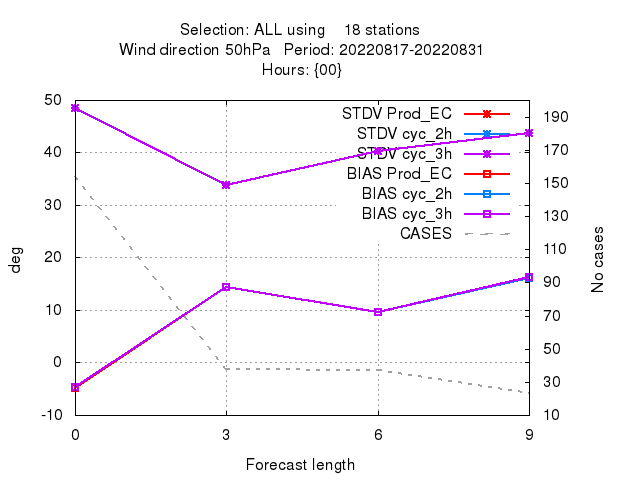 Selection: ALL using 18 stations
Wind direction 50hPa Period: 20220817-20220831
Hours: {00}
50
40
30
20
10
0
-10
deg
STDV Prod_EC
STDV cyc_2h
STDV cyc_3h
BIAS Prod_EC
BIAS cyc_2h
BIAS cyc_3h
CASES
190
170
150
130
110
90
70
50
30
10
No cases
0 3 6 9
Forecast length